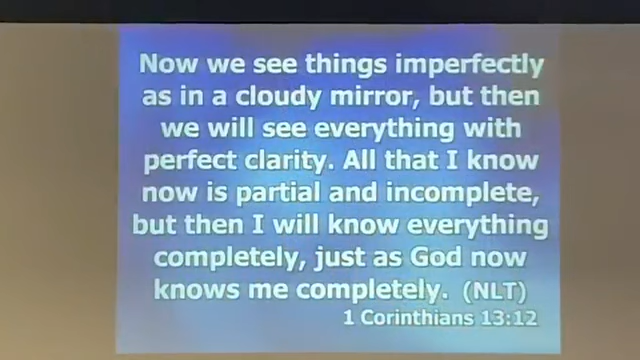 Now we see things imperfectly
as in a cloudy mirror, but then
we will see everything with
perfect clarity. All that I know
now is partial and incomplete,
but then I will know everything
completely, just as God now
knows me completely. (NLT)
1 Corinthians 13:12